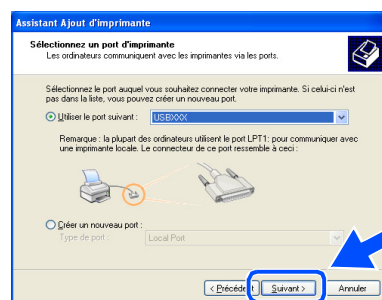 Assistant Ajout d'imprimante
Sélectionnez un port d'imprimante
Les ordinateurs communiquent avec les imprimantes via les ports.
Sélectionnez le port auquel vous souhaitez connecter votre imprimante. Si celui-ci n'est
pas dans la liste, vous pouvez créer un nouveau port.
Utiliser le port suivant :
USBXXX
Remarque : la plupart des ordinateurs utilisent le port LPT1: pour communiquer avec
une imprimante locale. Le connecteur de ce port ressemble à ceci :
Créer un nouveau port :
Type de port :
Local Port
< Précédent
Suivant >
Annuler